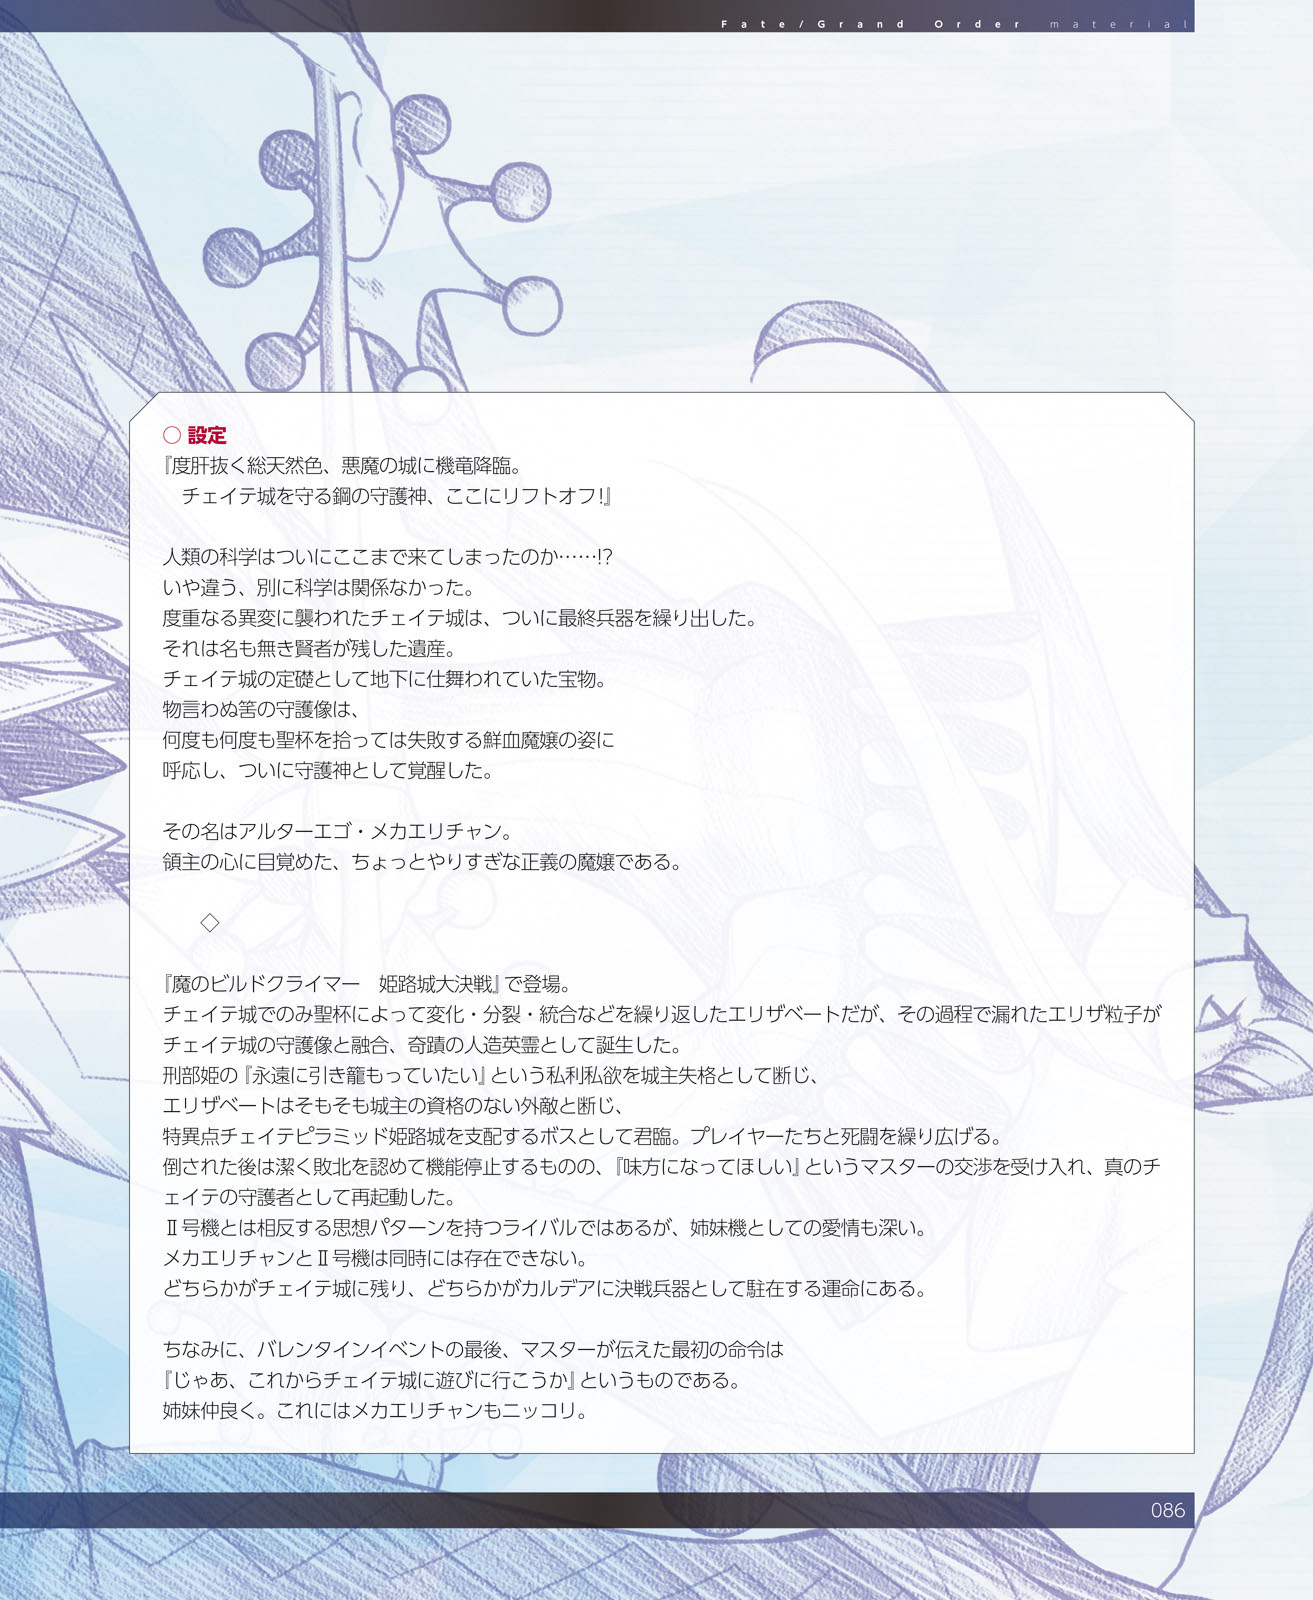 Fate/Grand Order material
○ 設定
『度肝抜く総天然色、悪魔の城に機竜降臨。
チェイテ城を守る鋼の守護神、ここにリフトオフ!』
人類の科学はついにここまで来てしまったのか……!?
いや違う、別に科学は関係なかった。
度重なる異変に襲われたチェイテ城は、ついに最終兵器を繰り出した。
それは名も無き賢者が残した遺産。
チェイテ城の定礎として地下に仕舞われていた宝物。
物言わぬ筈の守護像は、
何度も何度も聖杯を拾っては失敗する鮮血魔嬢の姿に
呼応し、ついに守護神として覚醒した。
その名はアルターエゴ・メカエリチャン。
領主の心に目覚めた、ちょっとやりすぎな正義の魔嬢である。
◇
『魔のビルドクライマー　姫路城大決戦』で登場。
チェイテ城でのみ聖杯によって変化・分裂・統合などを繰り返したエリザベートだが、その過程で漏れたエリザ粒子が
チェイテ城の守護像と融合、奇蹟の人造英霊として誕生した。
刑部姫の『永遠に引き籠もっていたい』という私利私欲を城主失格として断じ、
エリザベートはそもそも城主の資格のない外敵と断じ、
特異点チェイテピラミッド姫路城を支配するボスとして君臨。プレイヤーたちと死闘を繰り広げる。
倒された後は潔く敗北を認めて機能停止するものの、『味方になってほしい』というマスターの交渉を受け入れ、真のチ
ェイテの守護者として再起動した。
Ⅱ号機とは相反する思想パターンを持つライバルではあるが、姉妹機としての愛情も深い。
メカエリチャンとⅡ号機は同時には存在できない。
どちらかがチェイテ城に残り、どちらかがカルデアに決戦兵器として駐在する運命にある。
ちなみに、バレンタインイベントの最後、マスターが伝えた最初の命令は
『じゃあ、これからチェイテ城に遊びに行こうか』というものである。
姉妹仲良く。これにはメカエリチャンもニッコリ。
086